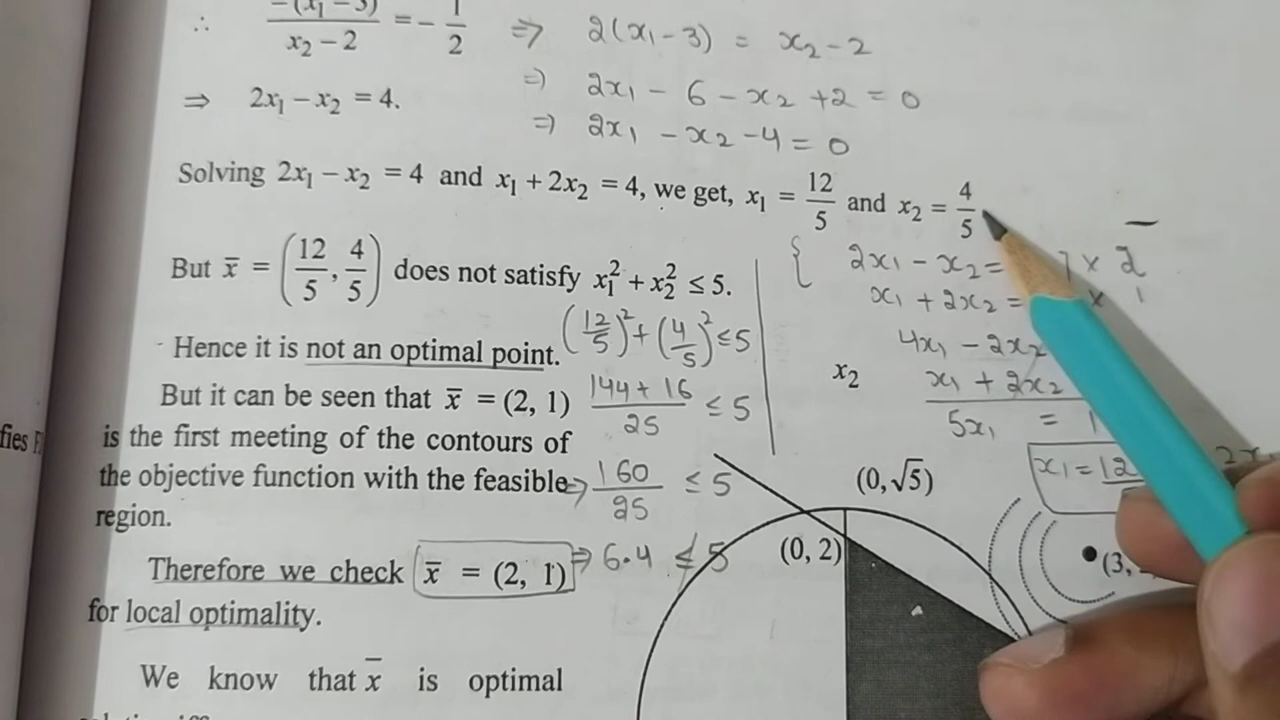 ∴ −(x₁ − 3)/(x₂ − 2) = − 1/2 ⇒ 2(x₁ − 3) = x₂ − 2
⇒ 2x₁ − 6 − x₂ + 2 = 0
⇒ 2x₁ − x₂ = 4.
⇒ 2x₁ − x₂ − 4 = 0
Solving 2x₁ − x₂ = 4 and x₁ + 2x₂ = 4, we get, x₁ = 12/5 and x₂ = 4/5
But x̄ = (12/5, 4/5) does not satisfy x₁² + x₂² ≤ 5.
(12/5)² + (4/5)² ≤ 5
Hence it is not an optimal point.
But it can be seen that x̄ = (2, 1)
144 + 16/25 ≤ 5
is the first meeting of the contours of
the objective function with the feasible
⇒ 160/25 ≤ 5
region.
⇒ 6.4 ≰ 5
Therefore we check x̄ = (2, 1)
for local optimality.
We know that x̄ is optimal
{ 2x₁ − x₂ = × 2
x₁ + 2x₂ = × 1
4x₁ − 2x₂
x₁ + 2x₂
5x₁ =
x₁ = 12
x₂
(0, √5)
(0, 2)
(3,